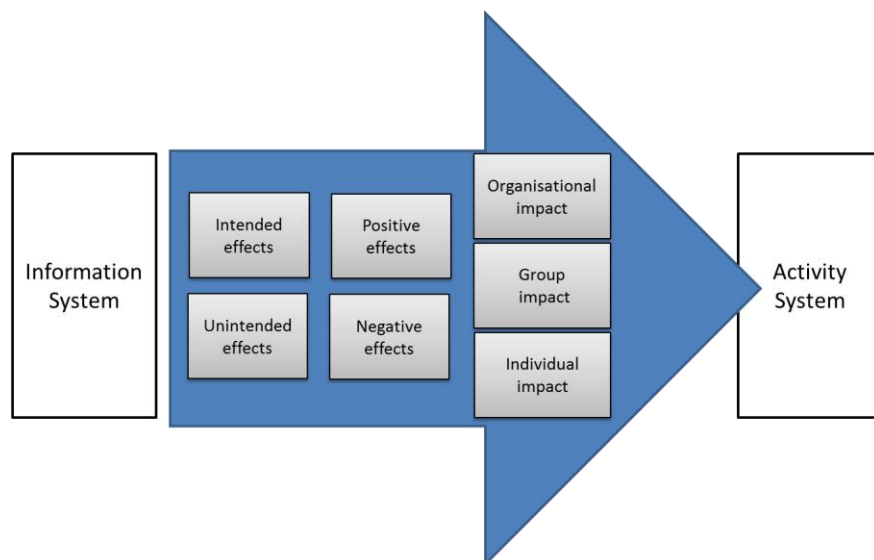 Information
System
Intended
effects
Positive
effects
Unintended
effects
Negative
effects
Organisational
impact
Group
impact
Individual
impact
Activity
System